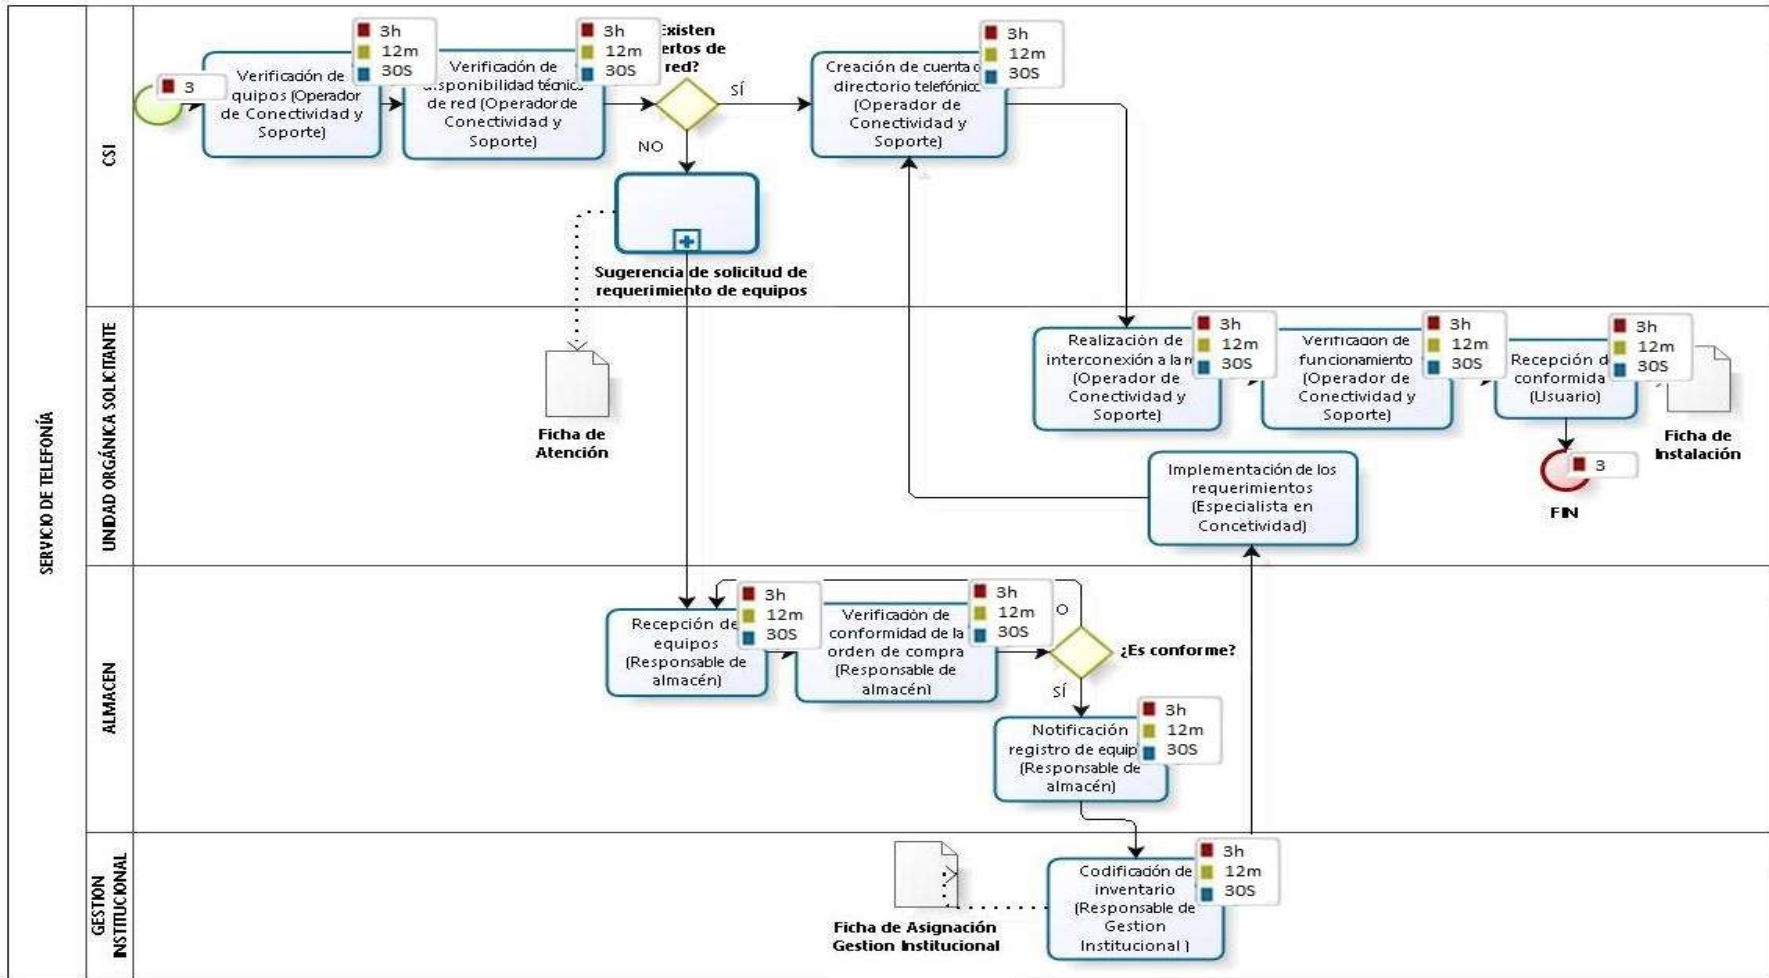 SERVICIO DE TELEFONÍA
CSI
3
Verificación de
quipos (Operador
de Conectividad y
Soporte)
3h
12m
30S
Verificación de
disponibilidad técnica
de red (Operador de
Conectividad y
Soporte)
3h
12m
30S
Existen
ertos de
red?
SÍ
NO
Creación de cuenta
directorio telefónico
(Operador de
Conectividad y
Soporte)
3h
12m
30S
Sugerencia de solicitud de
requerimiento de equipos
UNIDAD ORGÁNICA SOLICITANTE
Ficha de
Atención
Realización de
interconexión a la
(Operador de
Conectividad y
Soporte)
3h
12m
30S
Verificación de
funcionamiento
(Operador de
Conectividad y
Soporte)
3h
12m
30S
Recepción d
conformida
(Usuario)
3h
12m
30S
Ficha de
Instalación
3
FIN
Implementación de los
requerimientos
(Especialista en
Concetividad)
ALMACEN
Recepción de
equipos
(Responsable de
almacén)
3h
12m
30S
Verificación de
conformidad de la
orden de compra
(Responsable de
almacén)
3h
12m
30S
O
¿Es conforme?
SÍ
Notificación
registro de equip
(Responsable de
almacén)
3h
12m
30S
GESTION
INSTITUCIONAL
Ficha de Asignación
Gestion Institucional
Codificación de
inventario
(Responsable de
Gestion
Institucional )
3h
12m
30S